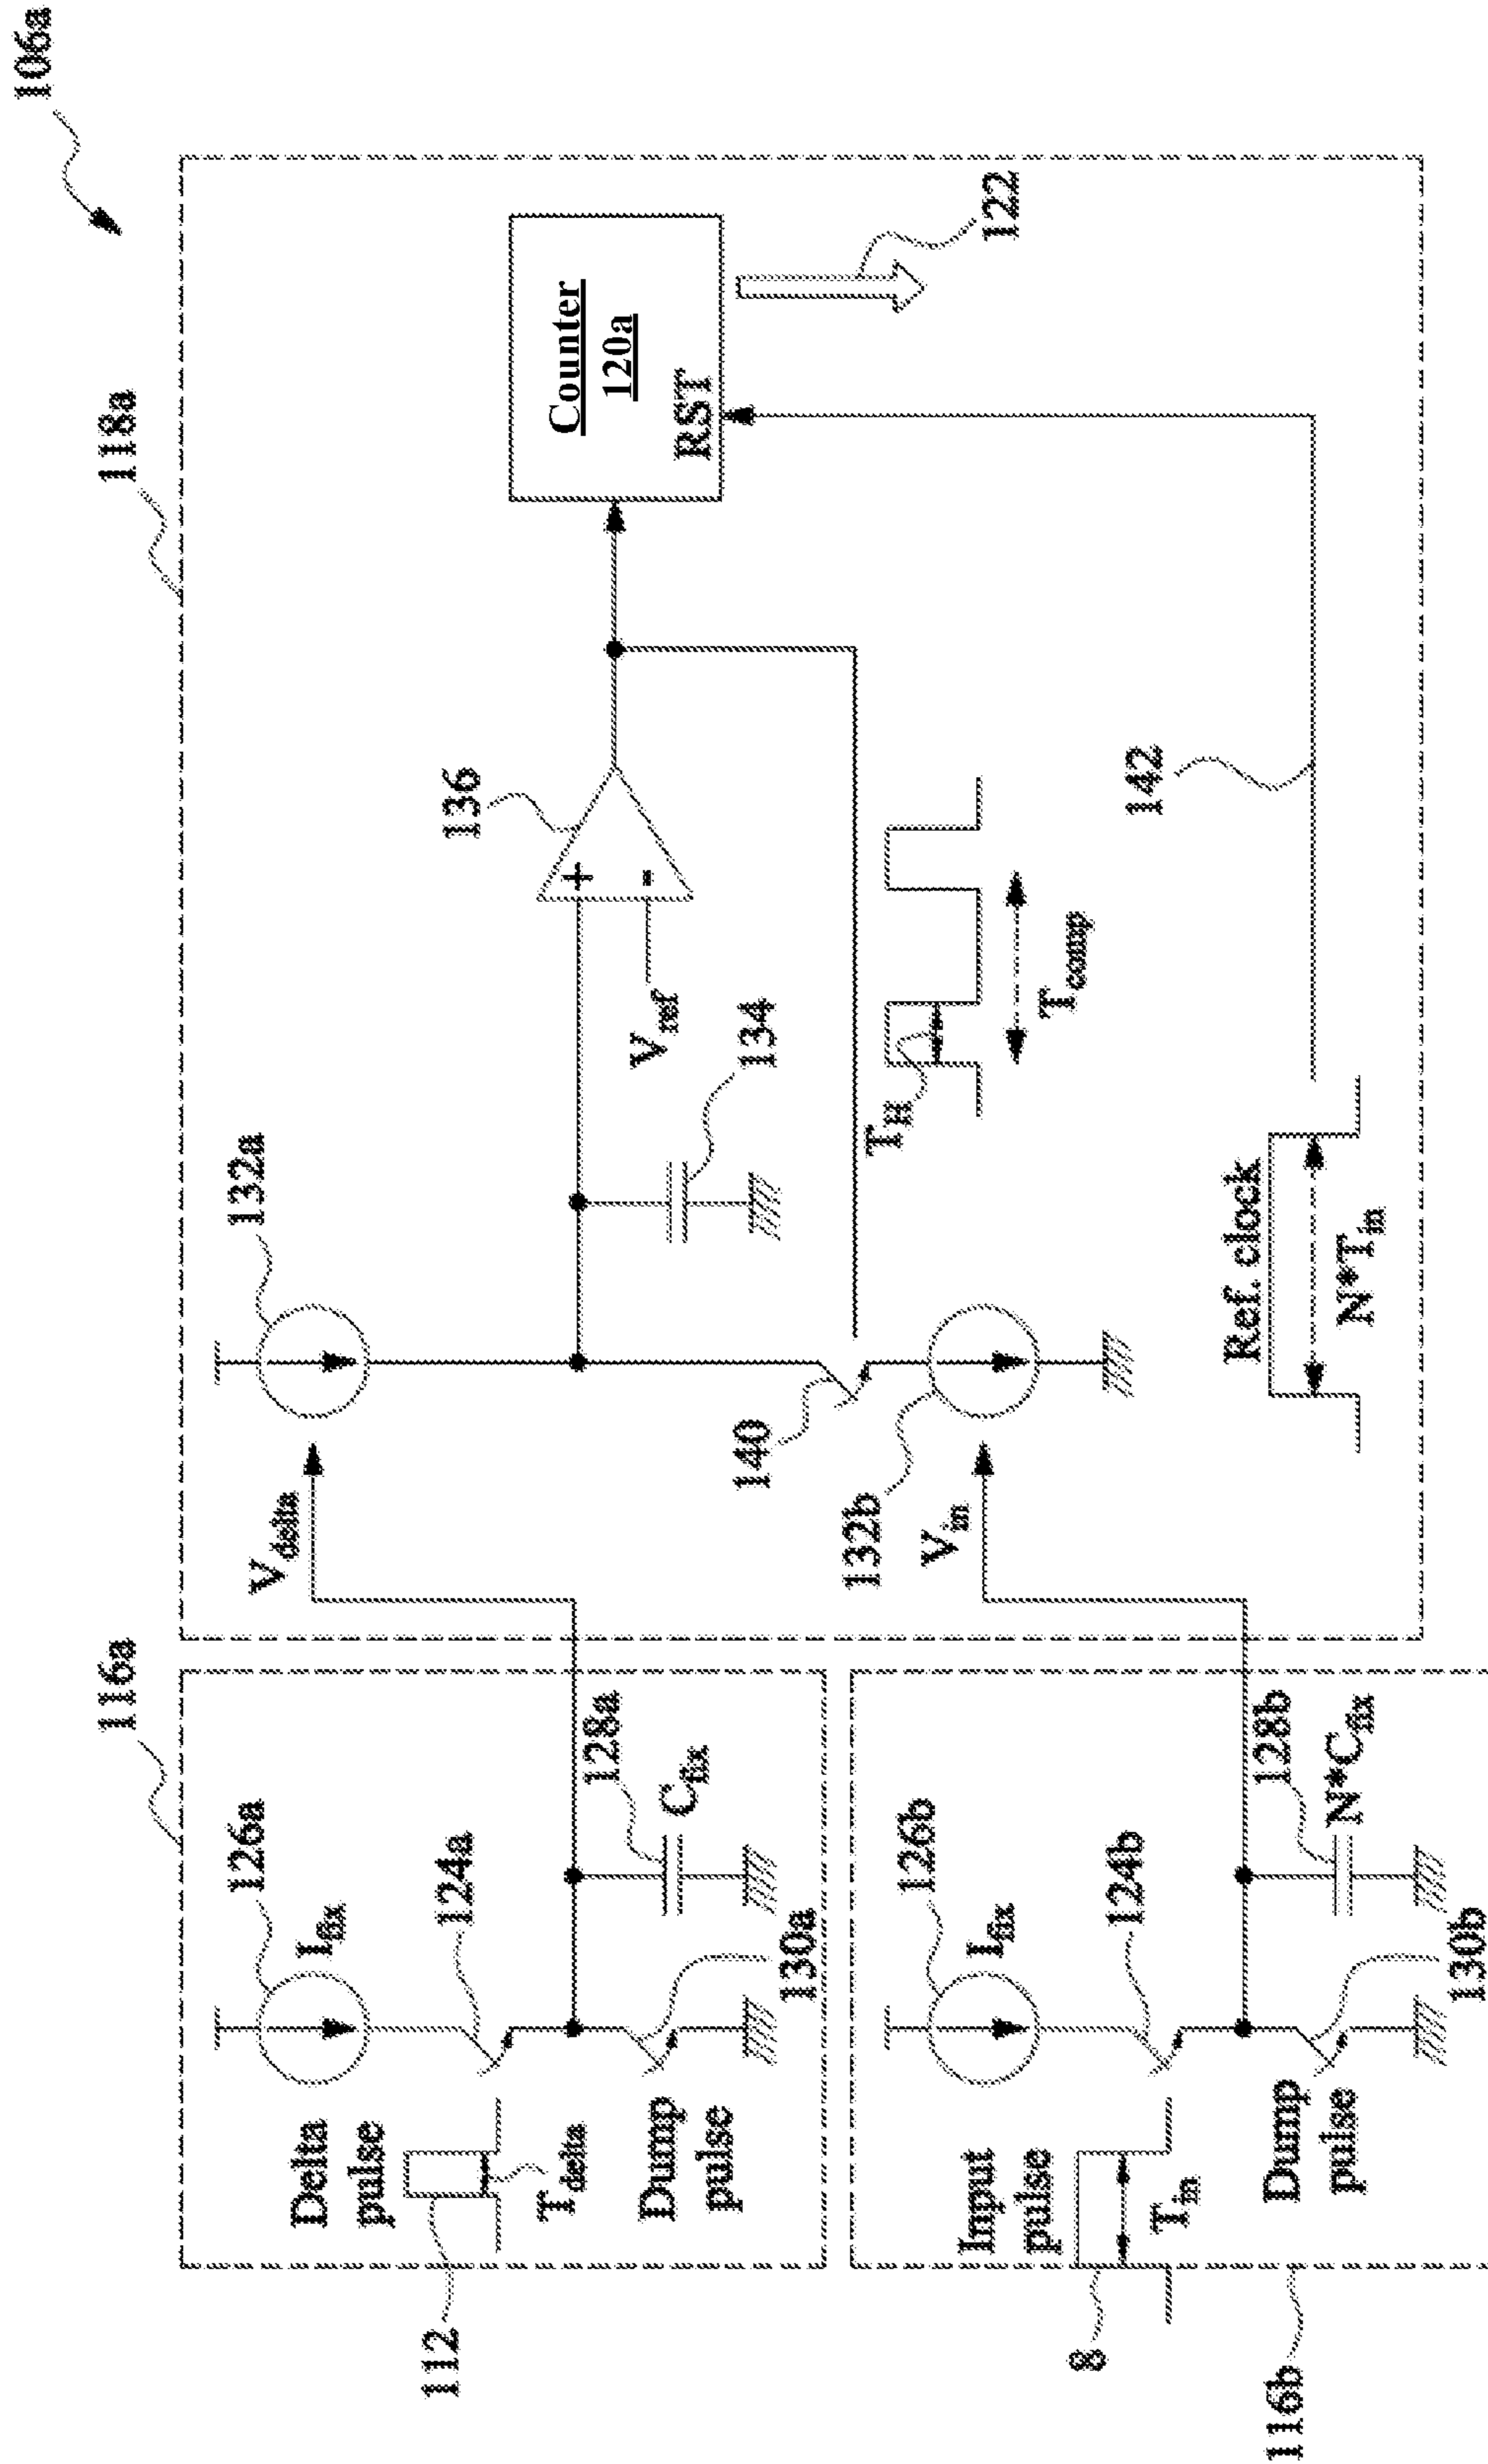 106a
118a
116a
132a
136
Counter
120a
RST
122
V_delta
V_ref
134
140
132b
V_in
T_H
T_comp
142
Ref. clock
N*T_in
126a
I_fix
124a
128a
C_fix
130a
Delta
pulse
T_delta
Dump
pulse
112
126b
I_fix
124b
128b
N*C_fix
130b
Input
pulse
T_in
Dump
pulse
8
116b